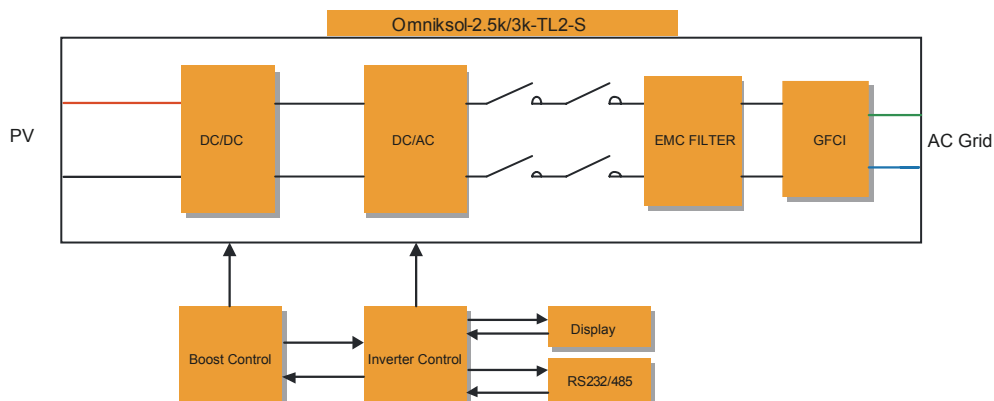 Omniksol-2.5k/3k-TL2-S
PV
DC/DC
DC/AC
EMC FILTER
GFCI
AC Grid
Boost Control
Inverter Control
Display
RS232/485